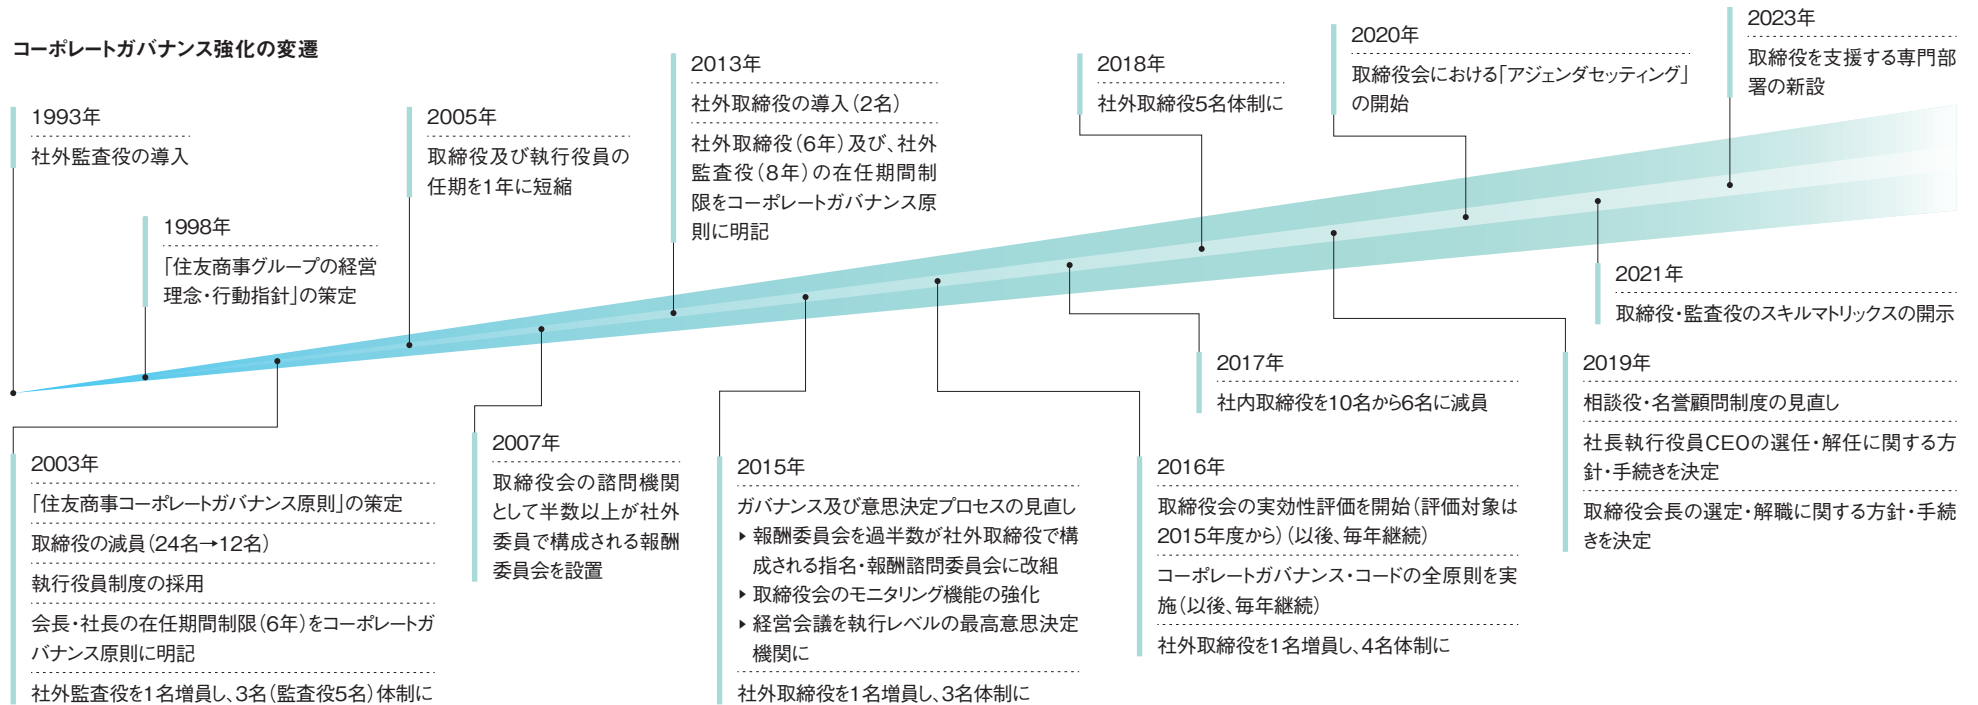 コーポレートガバナンス強化の変遷
1993年
社外監査役の導入
1998年
「住友商事グループの経営
理念・行動指針」の策定
2003年
「住友商事コーポレートガバナンス原則」の策定
取締役の減員（24名→12名）
執行役員制度の採用
会長・社長の在任期間制限（6年）をコーポレートガ
バナンス原則に明記
社外監査役を1名増員し、3名（監査役5名）体制に
2005年
取締役及び執行役員の
任期を1年に短縮
2007年
取締役会の諮問機関
として半数以上が社外
委員で構成される報酬
委員会を設置
2013年
社外取締役の導入（2名）
社外取締役（6年）及び、社外
監査役（8年）の在任期間制
限をコーポレートガバナンス原
則に明記
2015年
ガバナンス及び意思決定プロセスの見直し
▶ 報酬委員会を過半数が社外取締役で構
成される指名・報酬諮問委員会に改組
▶ 取締役会のモニタリング機能の強化
▶ 経営会議を執行レベルの最高意思決定
機関に
社外取締役を1名増員し、3名体制に
2016年
取締役会の実効性評価を開始（評価対象は
2015年度から）（以後、毎年継続）
コーポレートガバナンス・コードの全原則を実
施（以後、毎年継続）
社外取締役を1名増員し、4名体制に
2017年
社内取締役を10名から6名に減員
2018年
社外取締役5名体制に
2019年
相談役・名誉顧問制度の見直し
社長執行役員CEOの選任・解任に関する方
針・手続きを決定
取締役会長の選定・解職に関する方針・手続
きを決定
2020年
取締役会における「アジェンダセッティング」
の開始
2021年
取締役・監査役のスキルマトリックスの開示
2023年
取締役を支援する専門部
署の新設